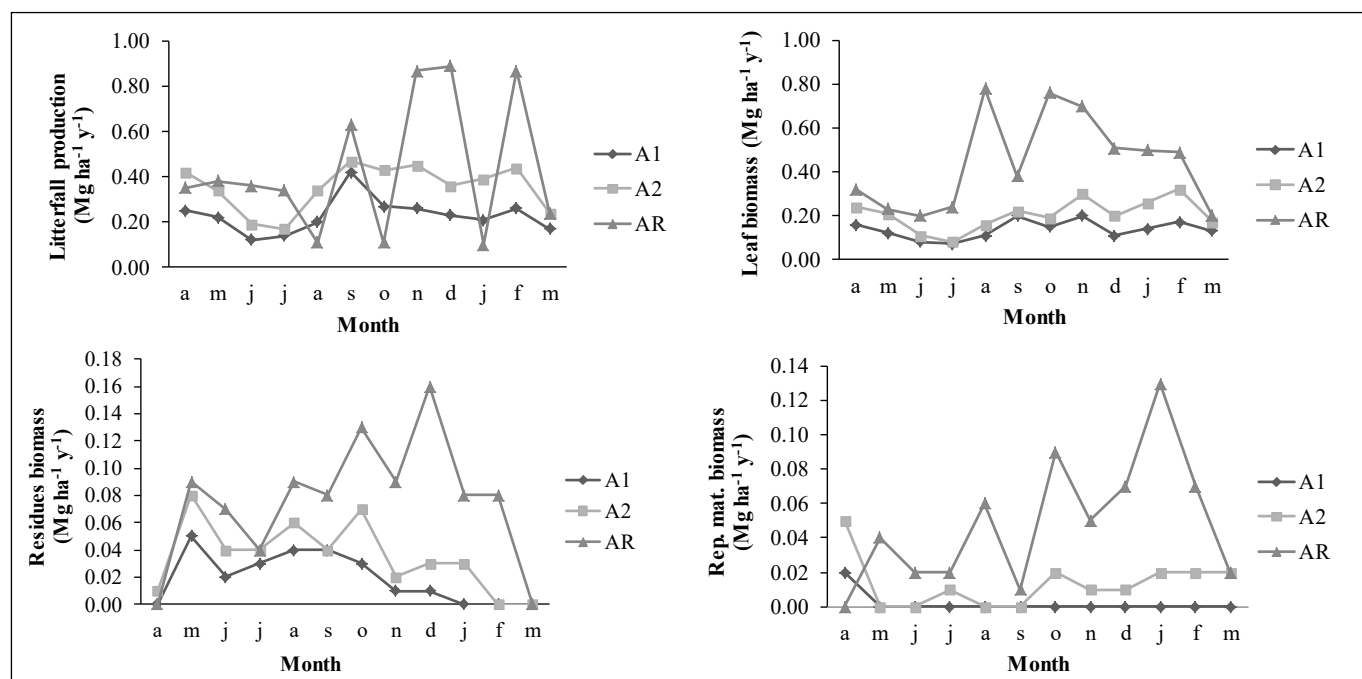 Litterfall production
(Mg ha⁻¹ y⁻¹)
1.00
0.80
0.60
0.40
0.20
0.00
a m j j a s o n d j f m
Month
A1
A2
AR
Leaf biomass (Mg ha⁻¹ y⁻¹)
1.00
0.80
0.60
0.40
0.20
0.00
a m j j a s o n d j f m
Month
A1
A2
AR
Residues biomass
(Mg ha⁻¹ y⁻¹)
0.18
0.16
0.14
0.12
0.10
0.08
0.06
0.04
0.02
0.00
a m j j a s o n d j f m
Month
A1
A2
AR
Rep. mat. biomass
(Mg ha⁻¹ y⁻¹)
0.14
0.12
0.10
0.08
0.06
0.04
0.02
0.00
a m j j a s o n d j f m
Month
A1
A2
AR